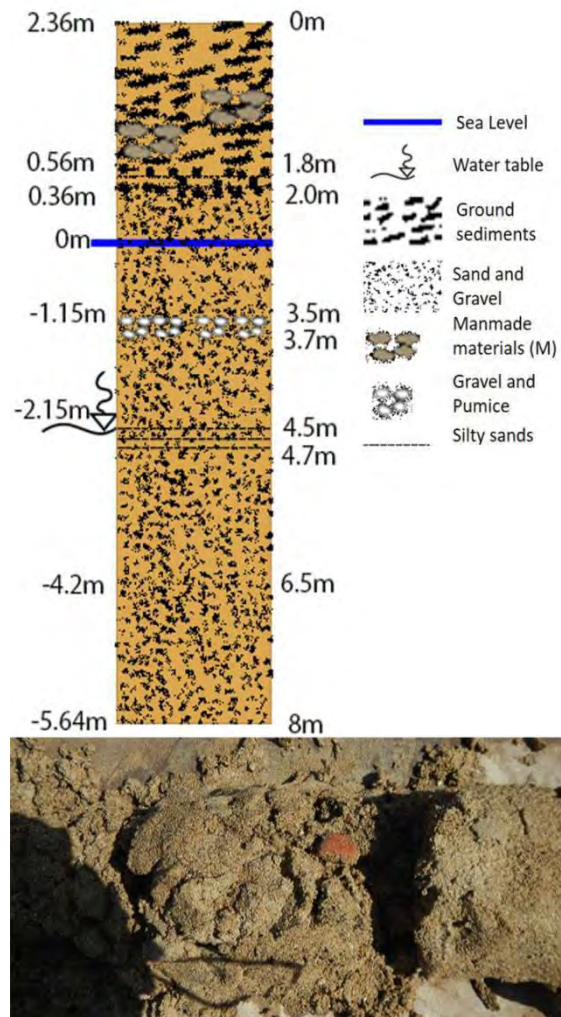 2.36m 0m
0.56m 1.8m
0.36m 2.0m
0m
-1.15m 3.5m
3.7m
-2.15m 4.5m
4.7m
-4.2m 6.5m
-5.64m 8m
Sea Level
Water table
Ground
sediments
Sand and
Gravel
Manmade
materials (M)
Gravel and
Pumice
Silty sands